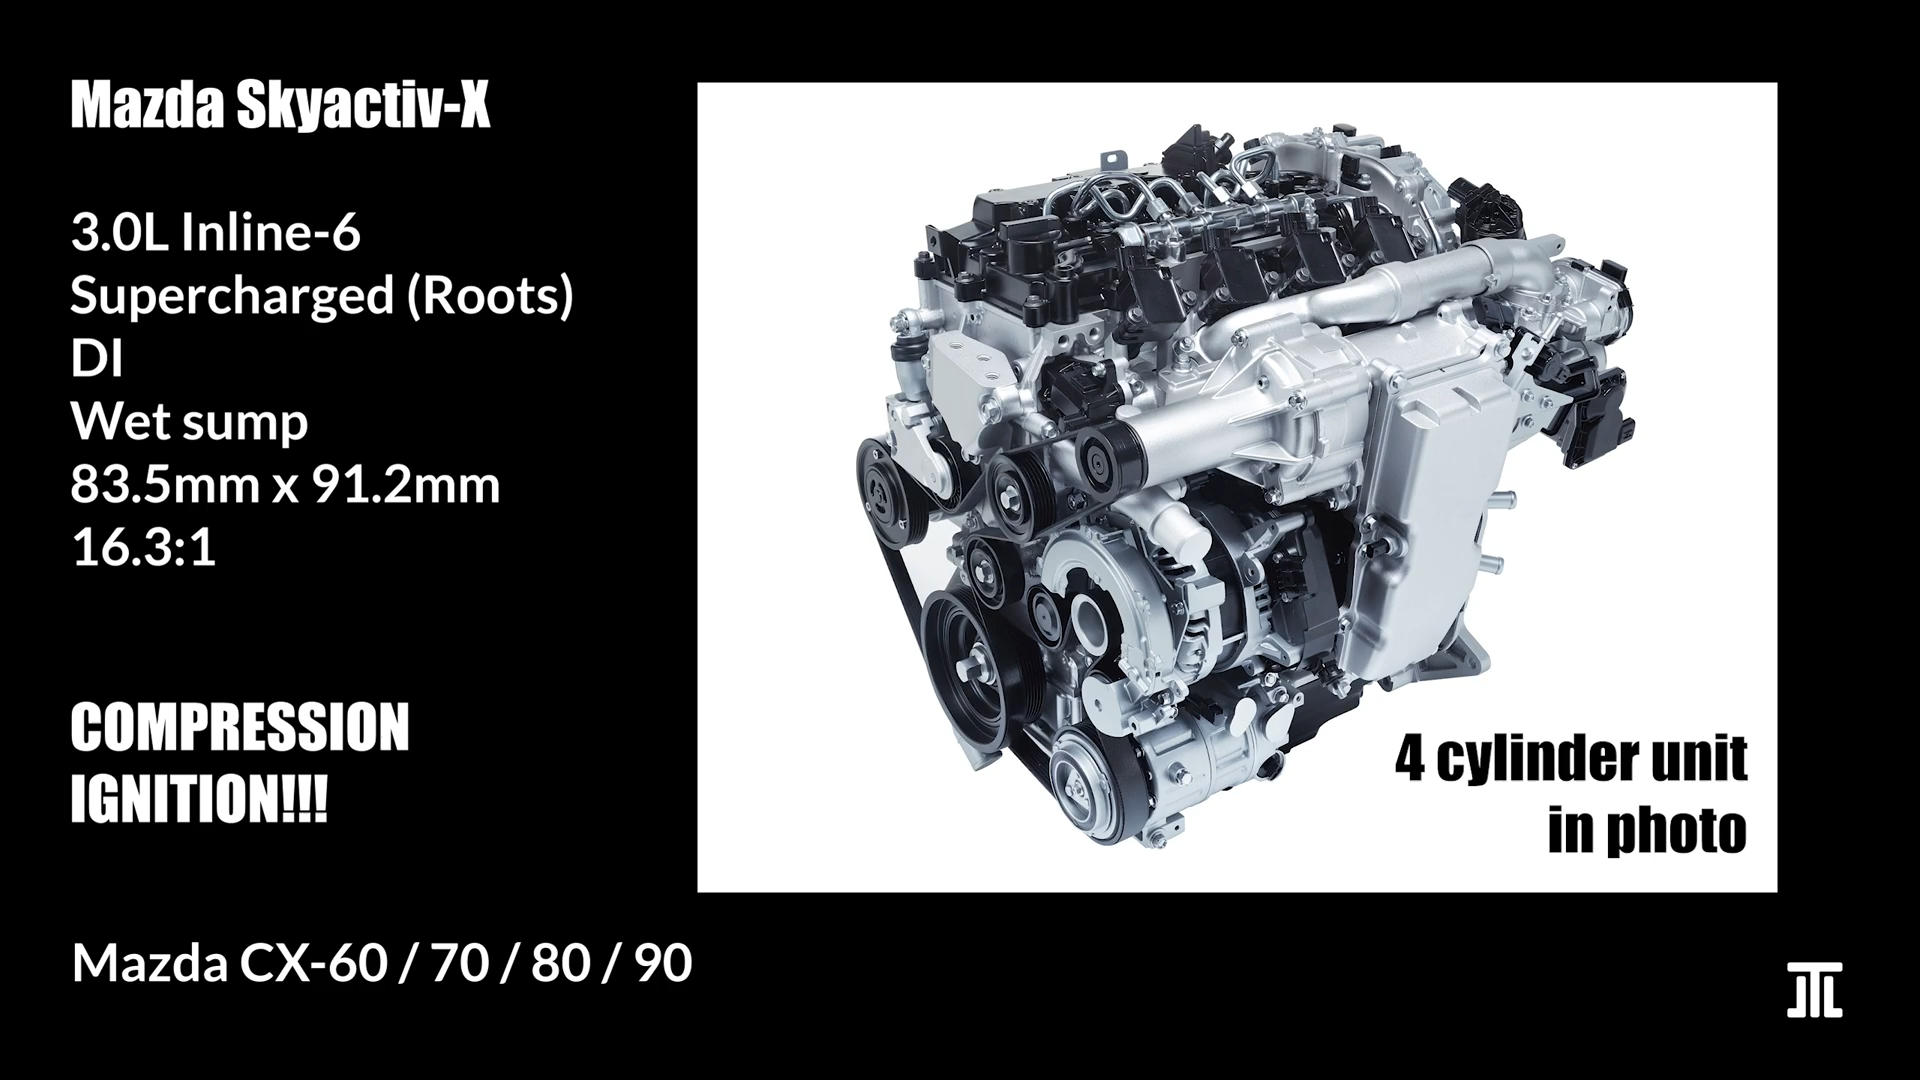 Mazda Skyactiv-X
3.0L Inline-6
Supercharged (Roots)
DI
Wet sump
83.5mm x 91.2mm
16.3:1
COMPRESSION
IGNITION!!!
4 cylinder unit
in photo
Mazda CX-60 / 70 / 80 / 90